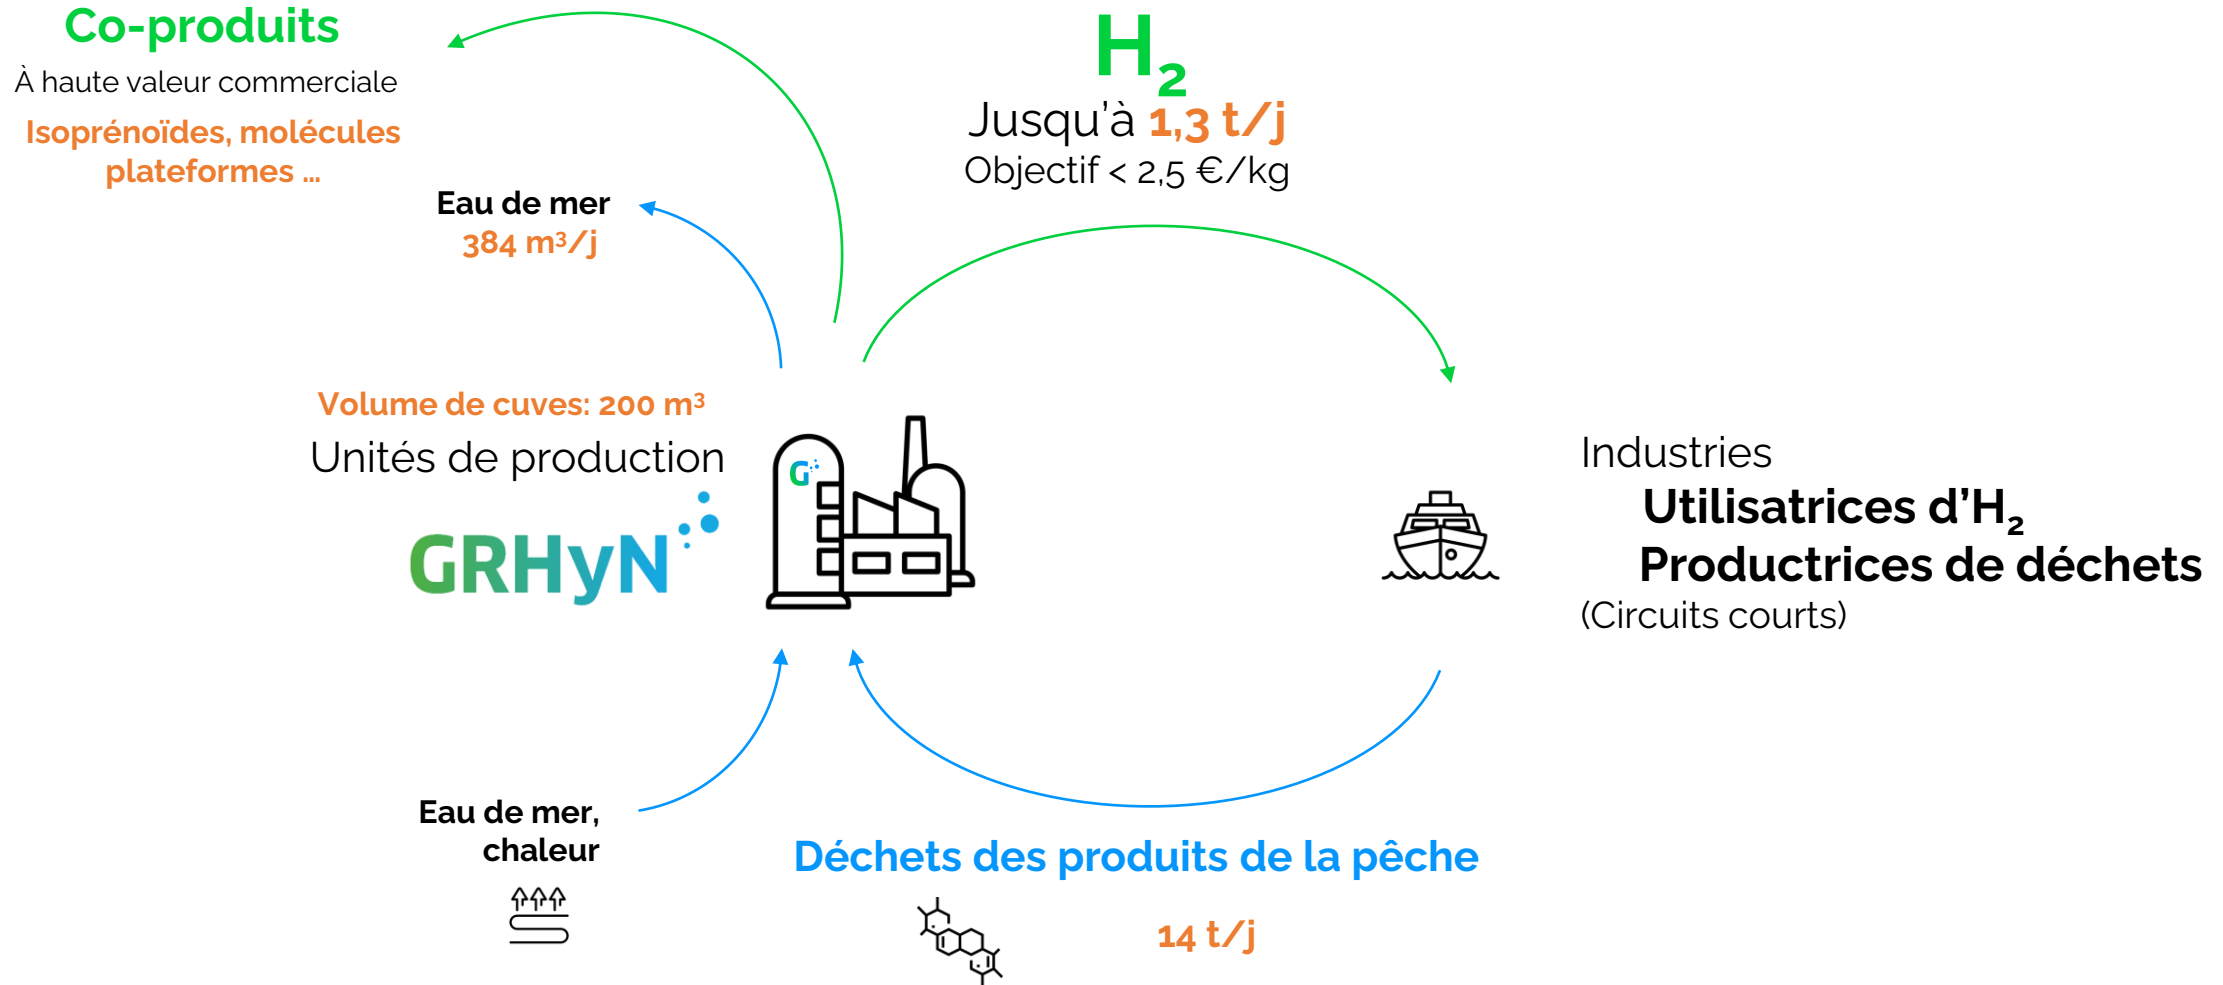 Co-produits
À haute valeur commerciale
Isoprénoïdes, molécules
plateformes ...
H₂
Jusqu'à 1,3 t/j
Objectif < 2,5 €/kg
Eau de mer
384 m³/j
Volume de cuves: 200 m³
Unités de production
GRHyN
G
Industries
Utilisatrices d'H₂
Productrices de déchets
(Circuits courts)
Eau de mer,
chaleur
Déchets des produits de la pêche
14 t/j